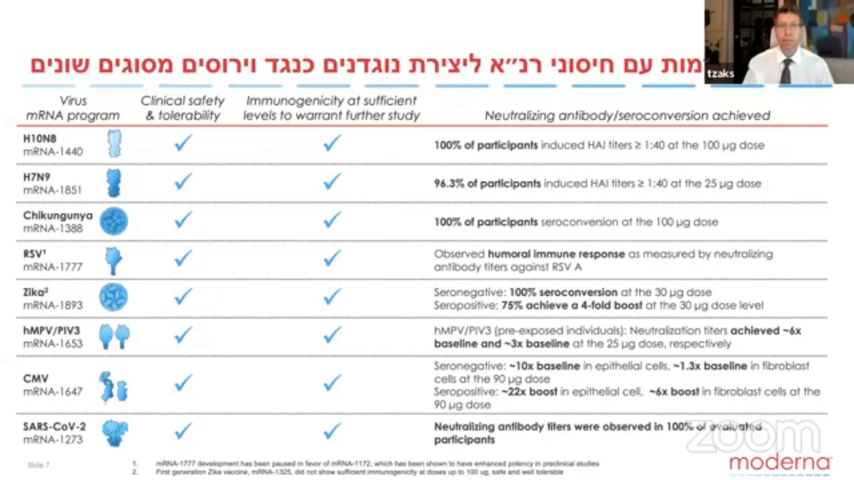 מות עם חיסוני רנ״א ליצירת נוגדנים כנגד וירוסים מסוגים שונים
tzaks
Virus
mRNA program
Clinical safety
& tolerability
Immunogenicity at sufficient
levels to warrant further study
Neutralizing antibody/seroconversion achieved
H10N8
mRNA-1440
100% of participants induced HAI titers ≥ 1:40 at the 100 µg dose
H7N9
mRNA-1851
96.3% of participants induced HAI titers ≥ 1:40 at the 25 µg dose
Chikungunya
mRNA-1388
100% of participants seroconversion at the 100 µg dose
RSV¹
mRNA-1777
Observed humoral immune response as measured by neutralizing
antibody titers against RSV A
Zika²
mRNA-1893
Seronegative: 100% seroconversion at the 30 µg dose
Seropositive: 75% achieve a 4-fold boost at the 30 µg dose level
hMPV/PIV3
mRNA-1653
hMPV/PIV3 (pre-exposed individuals): Neutralization titers achieved ~6x
baseline and ~3x baseline at the 25 µg dose, respectively
CMV
mRNA-1647
Seronegative: ~10x baseline in epithelial cells, ~1.3x baseline in fibroblast
cells at the 90 µg dose
Seropositive: ~22x boost in epithelial cell, ~6x boost in fibroblast cells at the
90 µg dose
SARS-CoV-2
mRNA-1273
Neutralizing antibody titers were observed in 100% of evaluated
participants
zoom
moderna
Slide 7
1. mRNA-1777 development has been paused in favor of mRNA-1172, which has been shown to have enhanced potency in preclinical studies
2. First generation Zika vaccine, mRNA-1325, did not show sufficient immunogenicity at doses up to 100 ug, safe and well tolerable